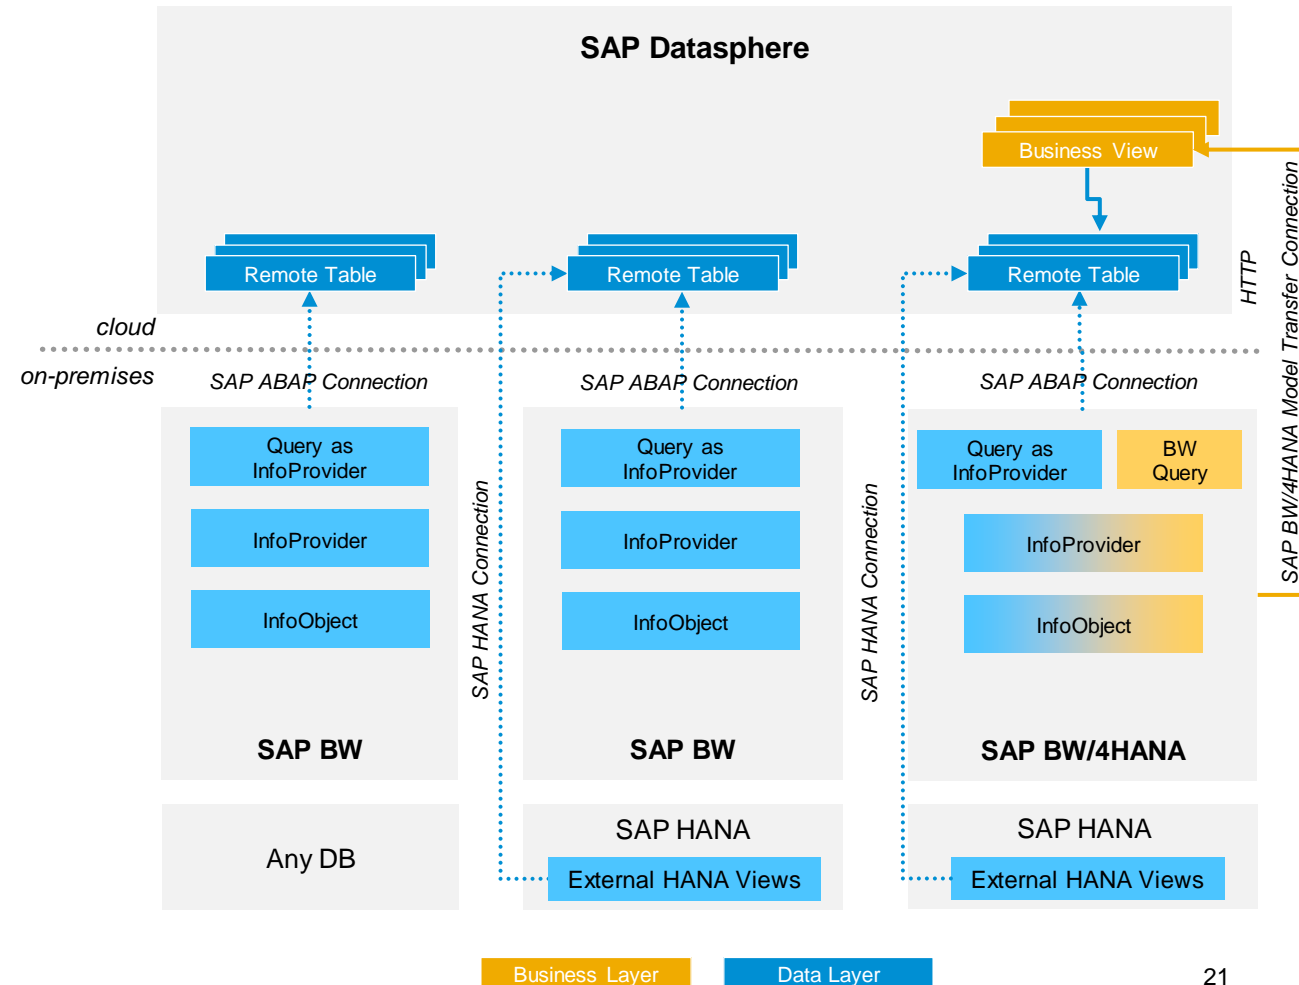 SAP Datasphere
Business View
Remote Table
Remote Table
Remote Table
HTTP
SAP BW/4HANA Model Transfer Connection
cloud
on-premises
SAP ABAP Connection
SAP ABAP Connection
SAP ABAP Connection
Query as
InfoProvider
InfoProvider
InfoObject
SAP BW
Any DB
SAP HANA Connection
Query as
InfoProvider
InfoProvider
InfoObject
SAP BW
SAP HANA
External HANA Views
SAP HANA Connection
Query as
InfoProvider
BW
Query
InfoProvider
InfoObject
SAP BW/4HANA
SAP HANA
External HANA Views
Business Layer
Data Layer
21